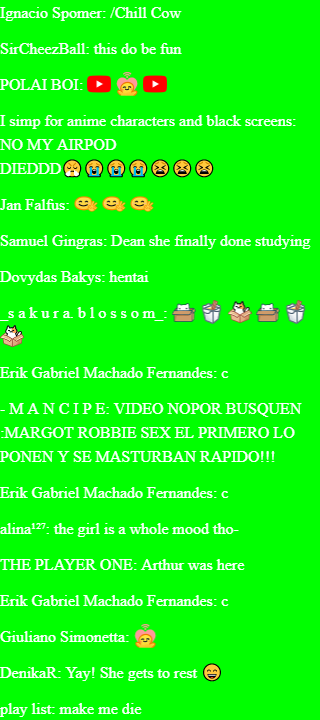 Ignacio Spomer: /Chill Cow
SirCheezBall: this do be fun
POLAI BOI:
I simp for anime characters and black screens:
NO MY AIRPOD
DIEDDD😤😭😭😭😫😫😫
Jan Falfus:
Samuel Gingras: Dean she finally done studying
Dovydas Bakys: hentai
_s a k u r a. b l o s s o m_:
Erik Gabriel Machado Fernandes: c
- M A N C I P E: VIDEO NOPOR BUSQUEN
:MARGOT ROBBIE SEX EL PRIMERO LO
PONEN Y SE MASTURBAN RAPIDO!!!
Erik Gabriel Machado Fernandes: c
alina¹²⁷: the girl is a whole mood tho-
THE PLAYER ONE: Arthur was here
Erik Gabriel Machado Fernandes: c
Giuliano Simonetta:
DenikaR: Yay! She gets to rest 😄
play list: make me die